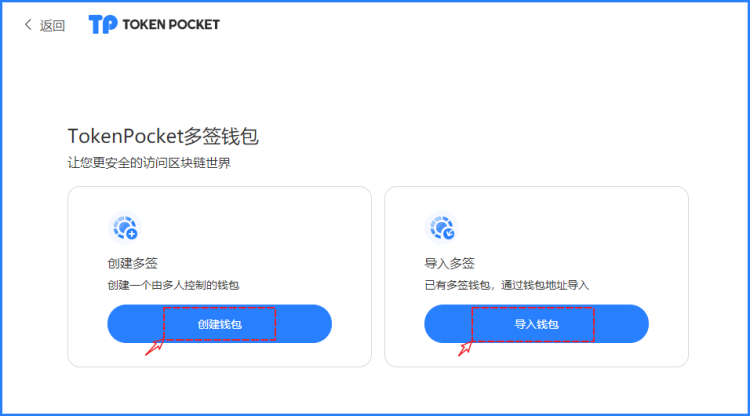 返回
TP TOKEN POCKET
TokenPocket多签钱包
让您更安全的访问区块链世界
创建多签
创建一个由多人控制的钱包
创建钱包
导入多签
已有多签钱包，通过钱包地址导入
导入钱包